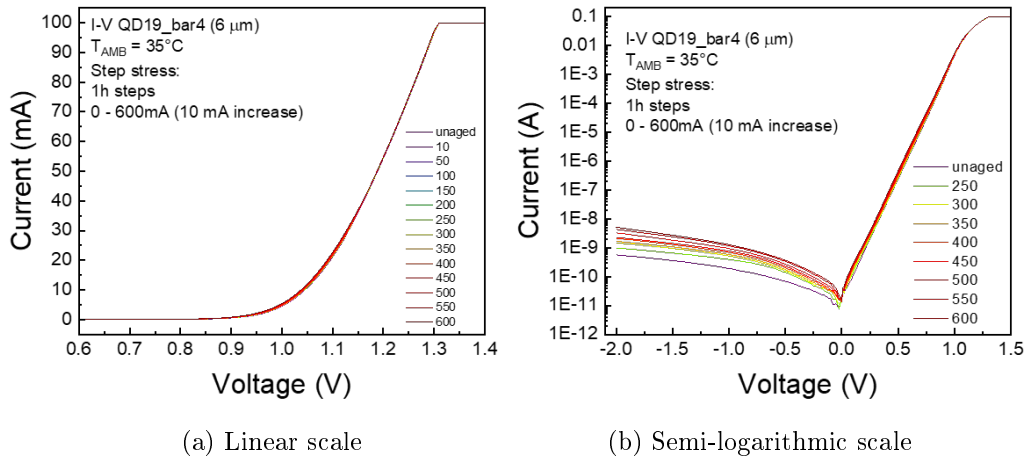 I-V QD19_bar4 (6 μm)
T_AMB = 35°C
Step stress:
1h steps
0 - 600mA (10 mA increase)
Current (mA)
100
90
80
70
60
50
40
30
20
10
0
unaged
10
50
100
150
200
250
300
350
400
450
500
550
600
0.6 0.7 0.8 0.9 1.0 1.1 1.2 1.3 1.4
Voltage (V)
(a) Linear scale
I-V QD19_bar4 (6 μm)
T_AMB = 35°C
Step stress:
1h steps
0 - 600mA (10 mA increase)
Current (A)
0.1
0.01
1E-3
1E-4
1E-5
1E-6
1E-7
1E-8
1E-9
1E-10
1E-11
1E-12
unaged
250
300
350
400
450
500
550
600
-2.0 -1.5 -1.0 -0.5 0.0 0.5 1.0 1.5
Voltage (V)
(b) Semi-logarithmic scale